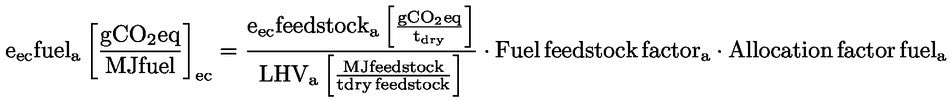 e_ec fuel_a [gCO₂eq / MJfuel]_ec = (e_ec feedstock_a [gCO₂eq / t_dry]) / (LHV_a [MJfeedstock / tdry feedstock]) · Fuel feedstock factor_a · Allocation factor fuel_a